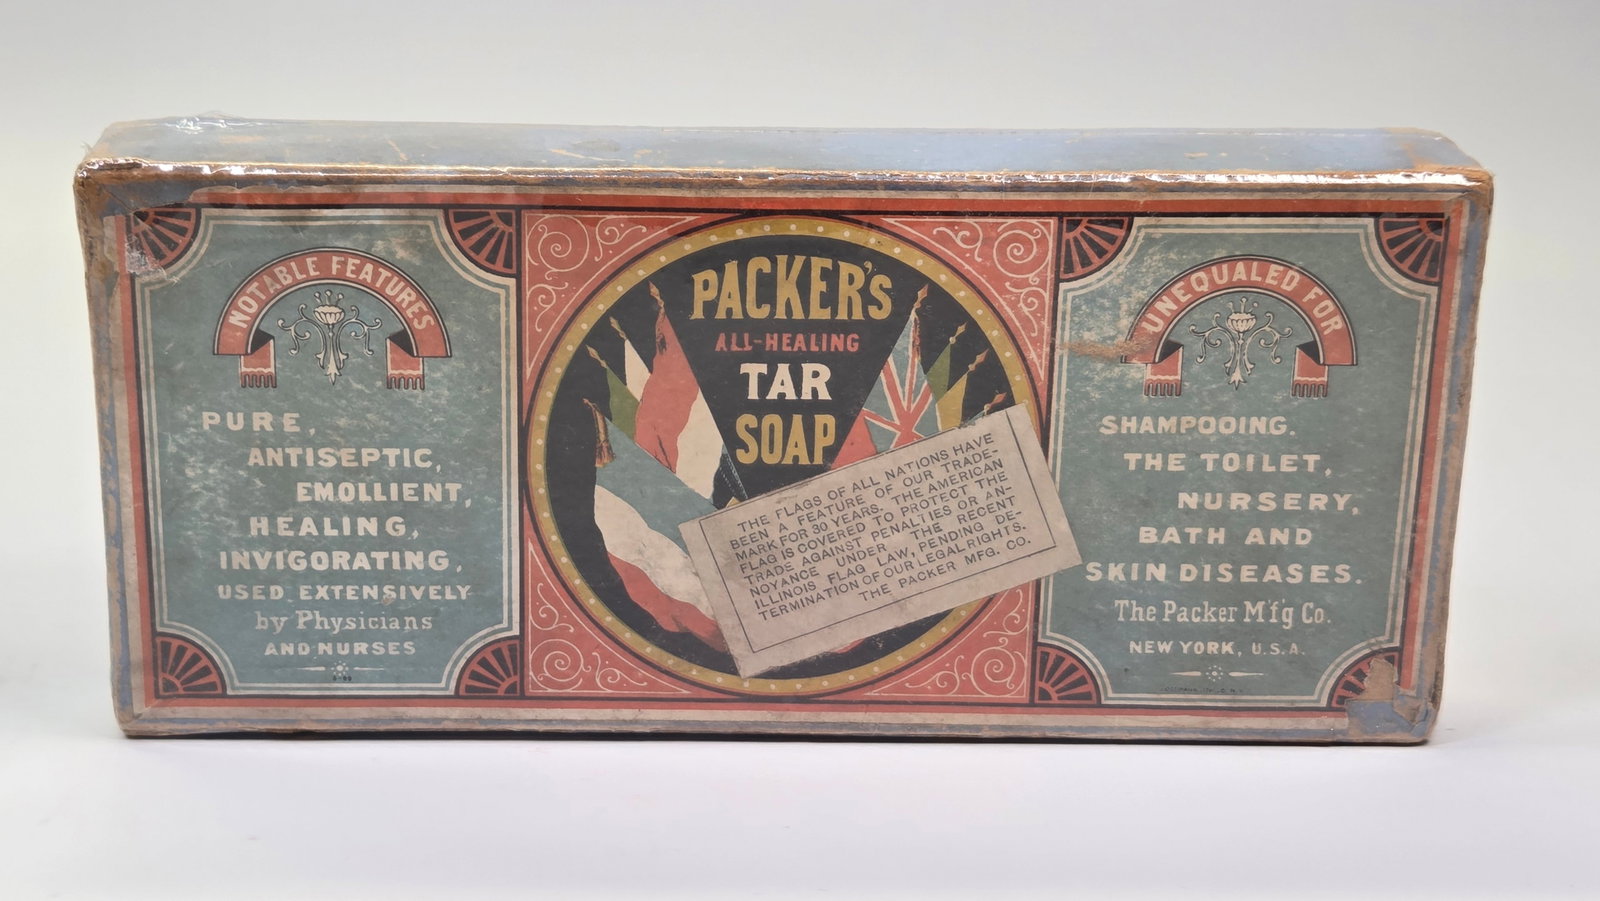 NOTABLE FEATURES
PURE,
ANTISEPTIC,
EMOLLIENT,
HEALING,
INVIGORATING,
USED EXTENSIVELY
by Physicians
AND NURSES
PACKER'S
ALL-HEALING
TAR
SOAP
THE FLAGS OF ALL NATIONS HAVE
BEEN A FEATURE OF OUR TRADE-
MARK FOR 30 YEARS. THE AMERICAN
FLAG IS COVERED TO PROTECT THE
TRADE AGAINST PENALTIES OR AN-
NOYANCE UNDER THE RECENT
ILLINOIS FLAG LAW, PENDING DE-
TERMINATION OF OUR LEGAL RIGHTS.
THE PACKER MFG. CO.
UNEQUALED FOR
SHAMPOOING.
THE TOILET,
NURSERY,
BATH AND
SKIN DISEASES.
The Packer M'f'g Co.
NEW YORK, U.S.A.